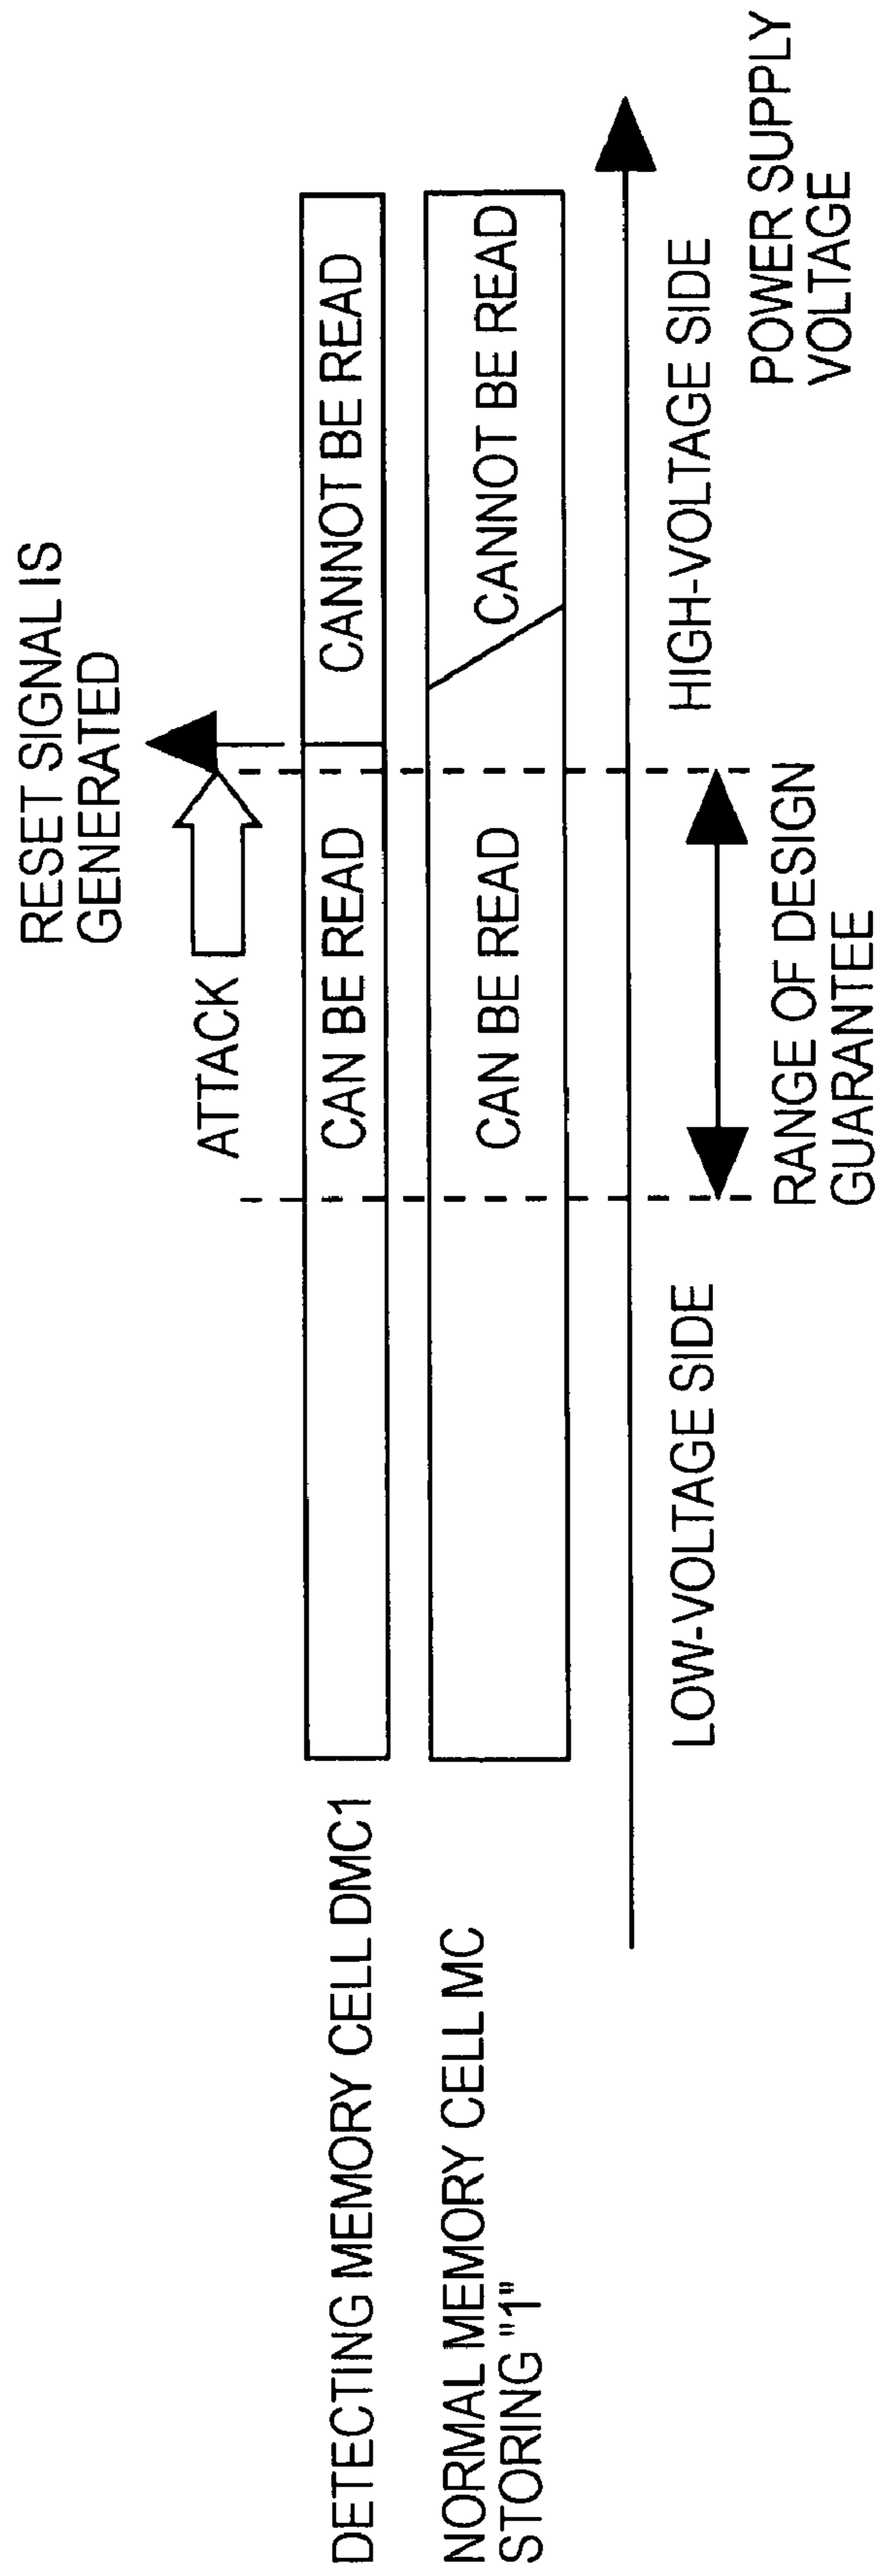 RESET SIGNAL IS
GENERATED
ATTACK
DETECTING MEMORY CELL DMC1
CAN BE READ
CANNOT BE READ
NORMAL MEMORY CELL MC
STORING "1"
CAN BE READ
CANNOT BE READ
LOW-VOLTAGE SIDE
HIGH-VOLTAGE SIDE
RANGE OF DESIGN
GUARANTEE
POWER SUPPLY
VOLTAGE